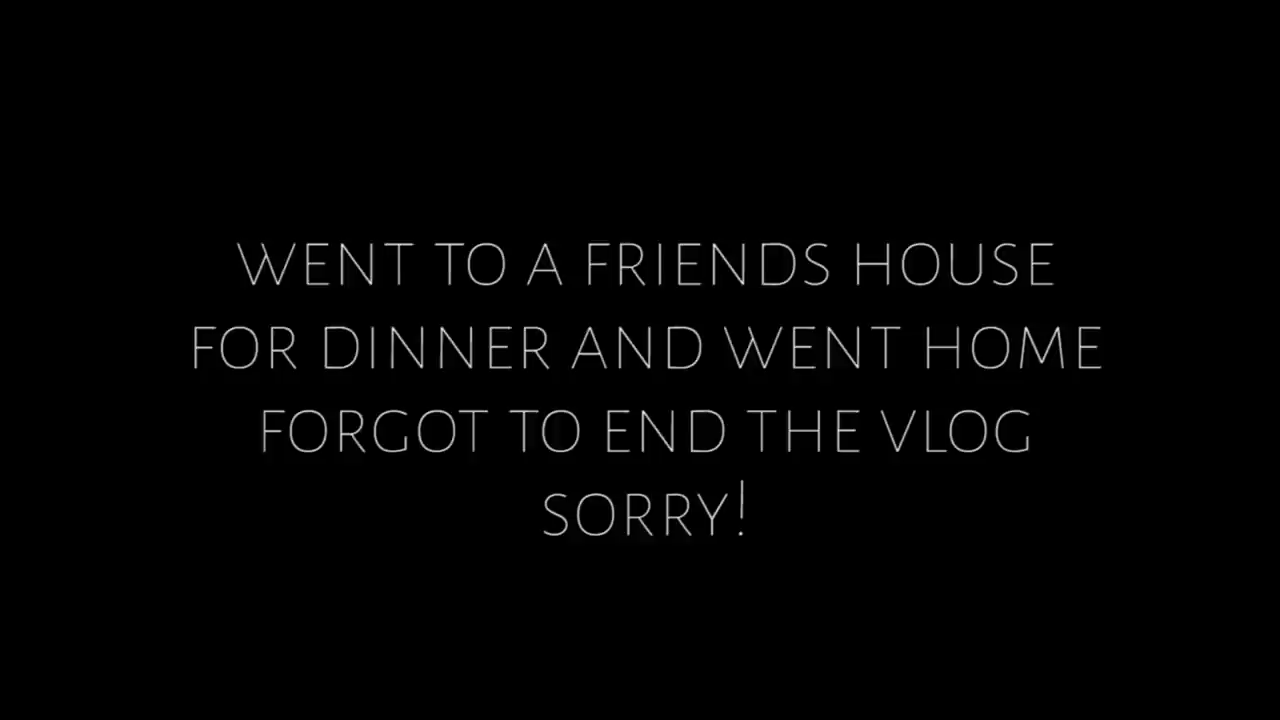 WENT TO A FRIENDS HOUSE
FOR DINNER AND WENT HOME
FORGOT TO END THE VLOG
SORRY!